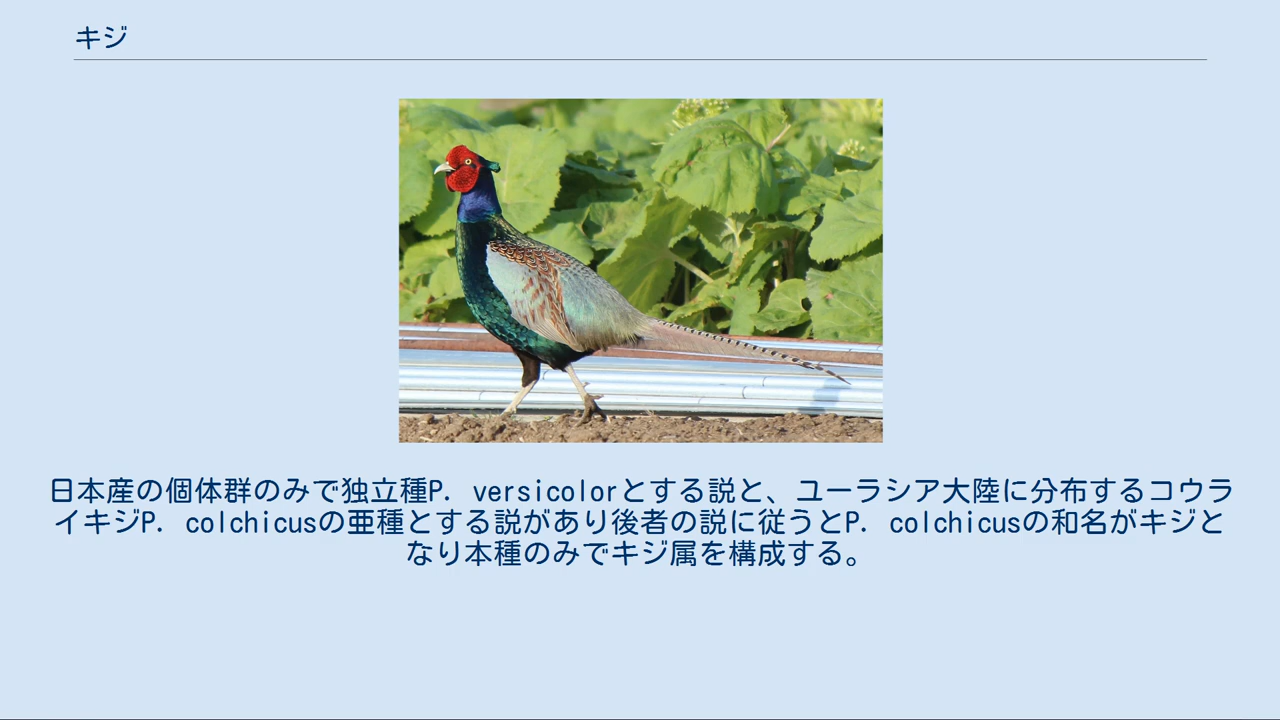 キジ
日本産の個体群のみで独立種P. versicolorとする説と、ユーラシア大陸に分布するコウラ
イキジP. colchicusの亜種とする説があり後者の説に従うとP. colchicusの和名がキジと
なり本種のみでキジ属を構成する。